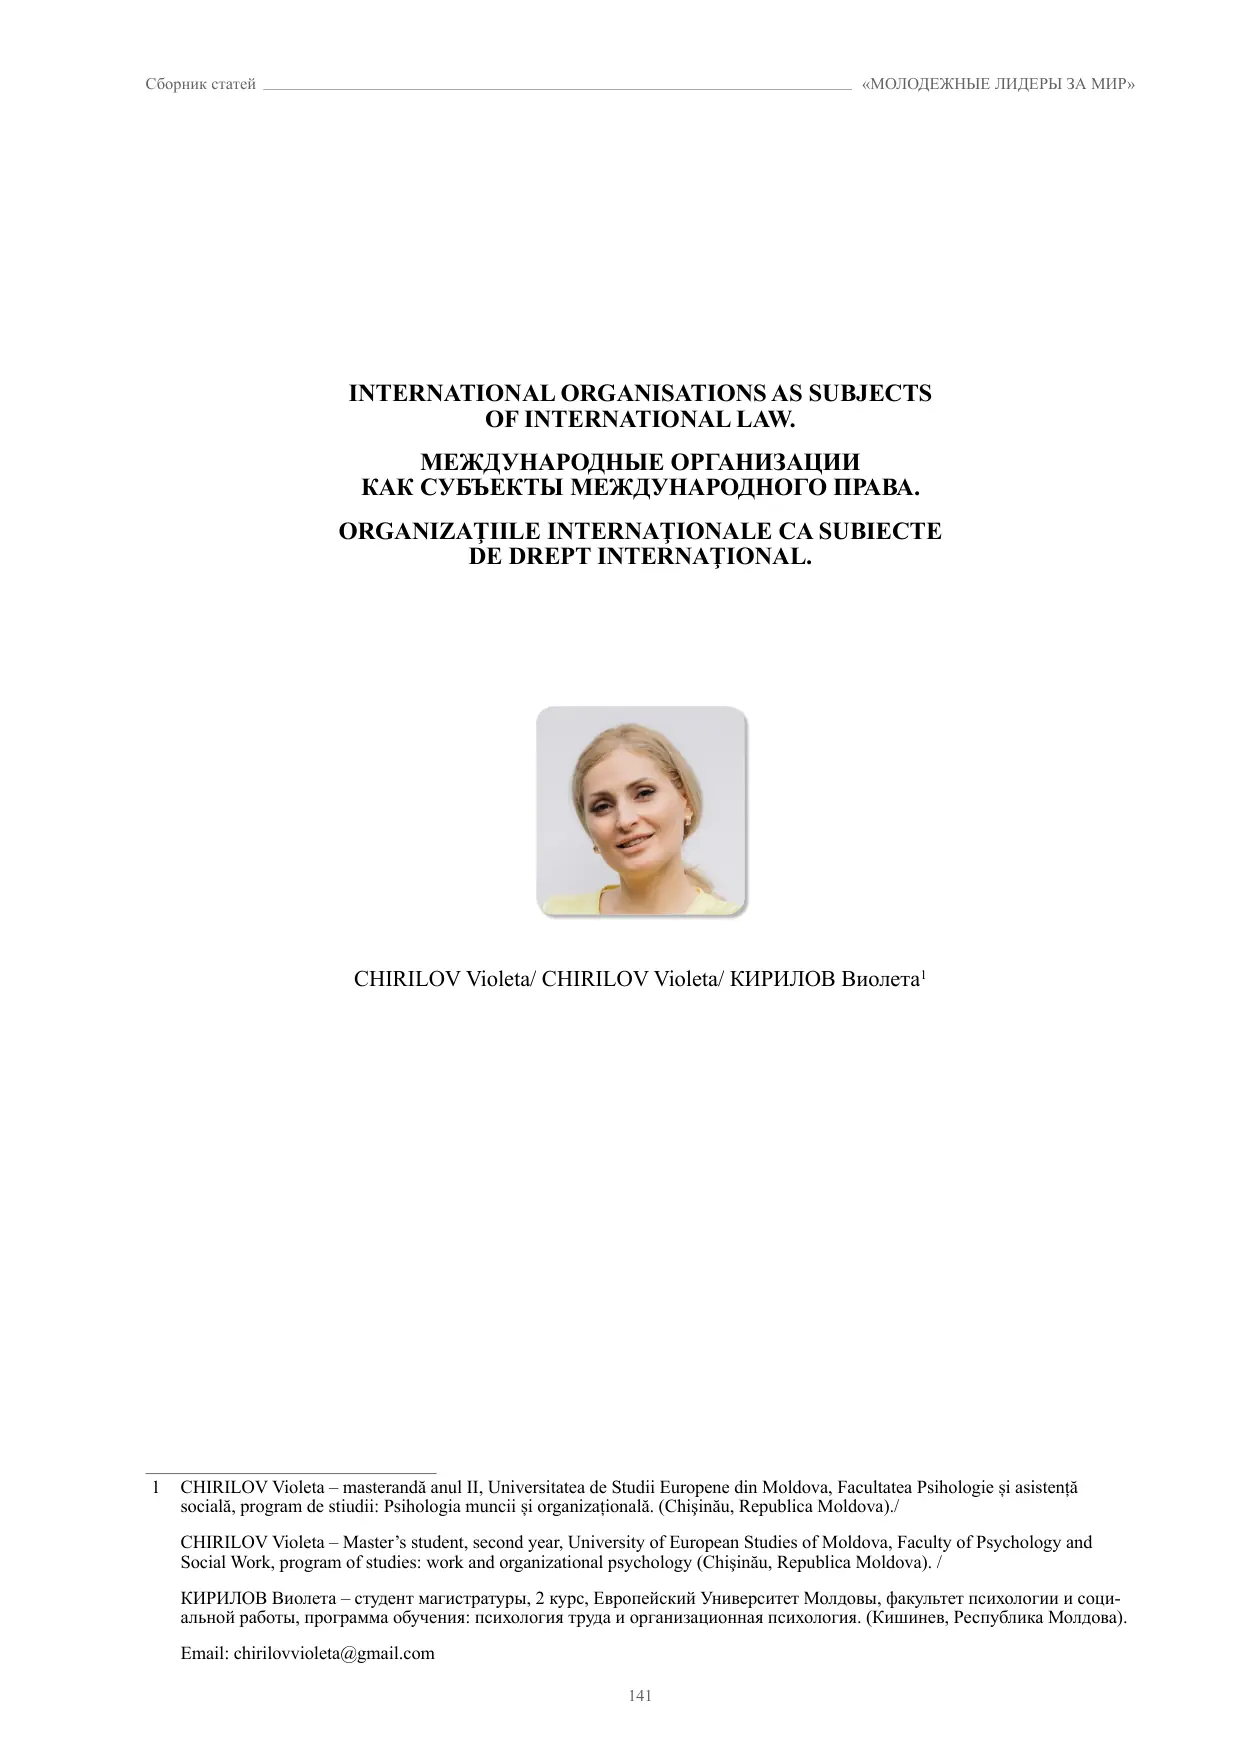 Сборник статей «МОЛОДЕЖНЫЕ ЛИДЕРЫ ЗА МИР»
INTERNATIONAL ORGANISATIONS AS SUBJECTS
OF INTERNATIONAL LAW.
МЕЖДУНАРОДНЫЕ ОРГАНИЗАЦИИ
КАК СУБЪЕКТЫ МЕЖДУНАРОДНОГО ПРАВА.
ORGANIZAŢIILE INTERNAŢIONALE CA SUBIECTE
DE DREPT INTERNAŢIONAL.
CHIRILOV Violeta/ CHIRILOV Violeta/ КИРИЛОВ Виолета1
1 CHIRILOV Violeta – masterandă anul II, Universitatea de Studii Europene din Moldova, Facultatea Psihologie și asistență
socială, program de stiudii: Psihologia muncii și organizațională. (Chişinău, Republica Moldova)./
CHIRILOV Violeta – Master’s student, second year, University of European Studies of Moldova, Faculty of Psychology and
Social Work, program of studies: work and organizational psychology (Chişinău, Republica Moldova). /
КИРИЛОВ Виолета – студент магистратуры, 2 курс, Европейский Университет Молдовы, факультет психологии и соци-
альной работы, программа обучения: психология труда и организационная психология. (Кишинев, Республика Молдова).
Email: chirilovvioleta@gmail.com
141